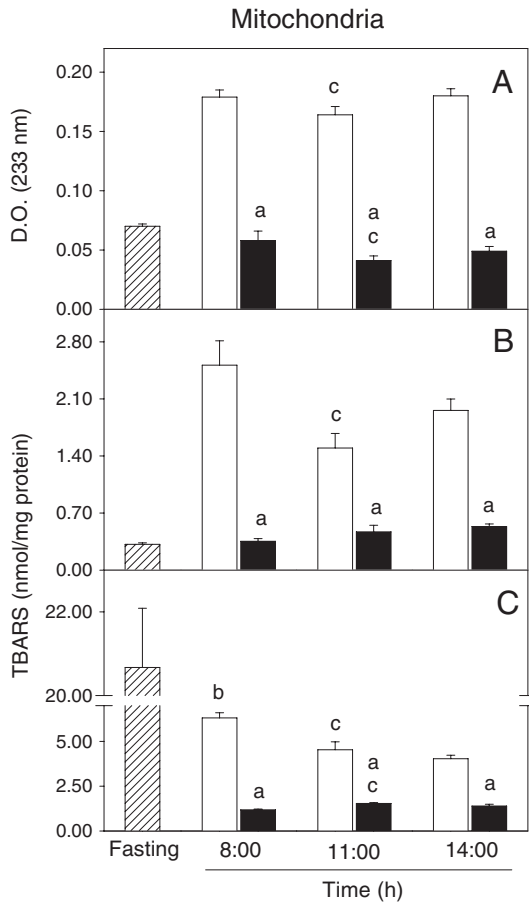 Mitochondria
A
D.O. (233 nm)
0.20
0.15
0.10
0.05
0.00
c
a
a
c
a
B
TBARS (nmol/mg protein)
2.80
2.10
1.40
0.70
0.00
c
a
a
a
C
22.00
20.00
5.00
2.50
0.00
b
c
a
a
c
a
Fasting 8:00 11:00 14:00
Time (h)